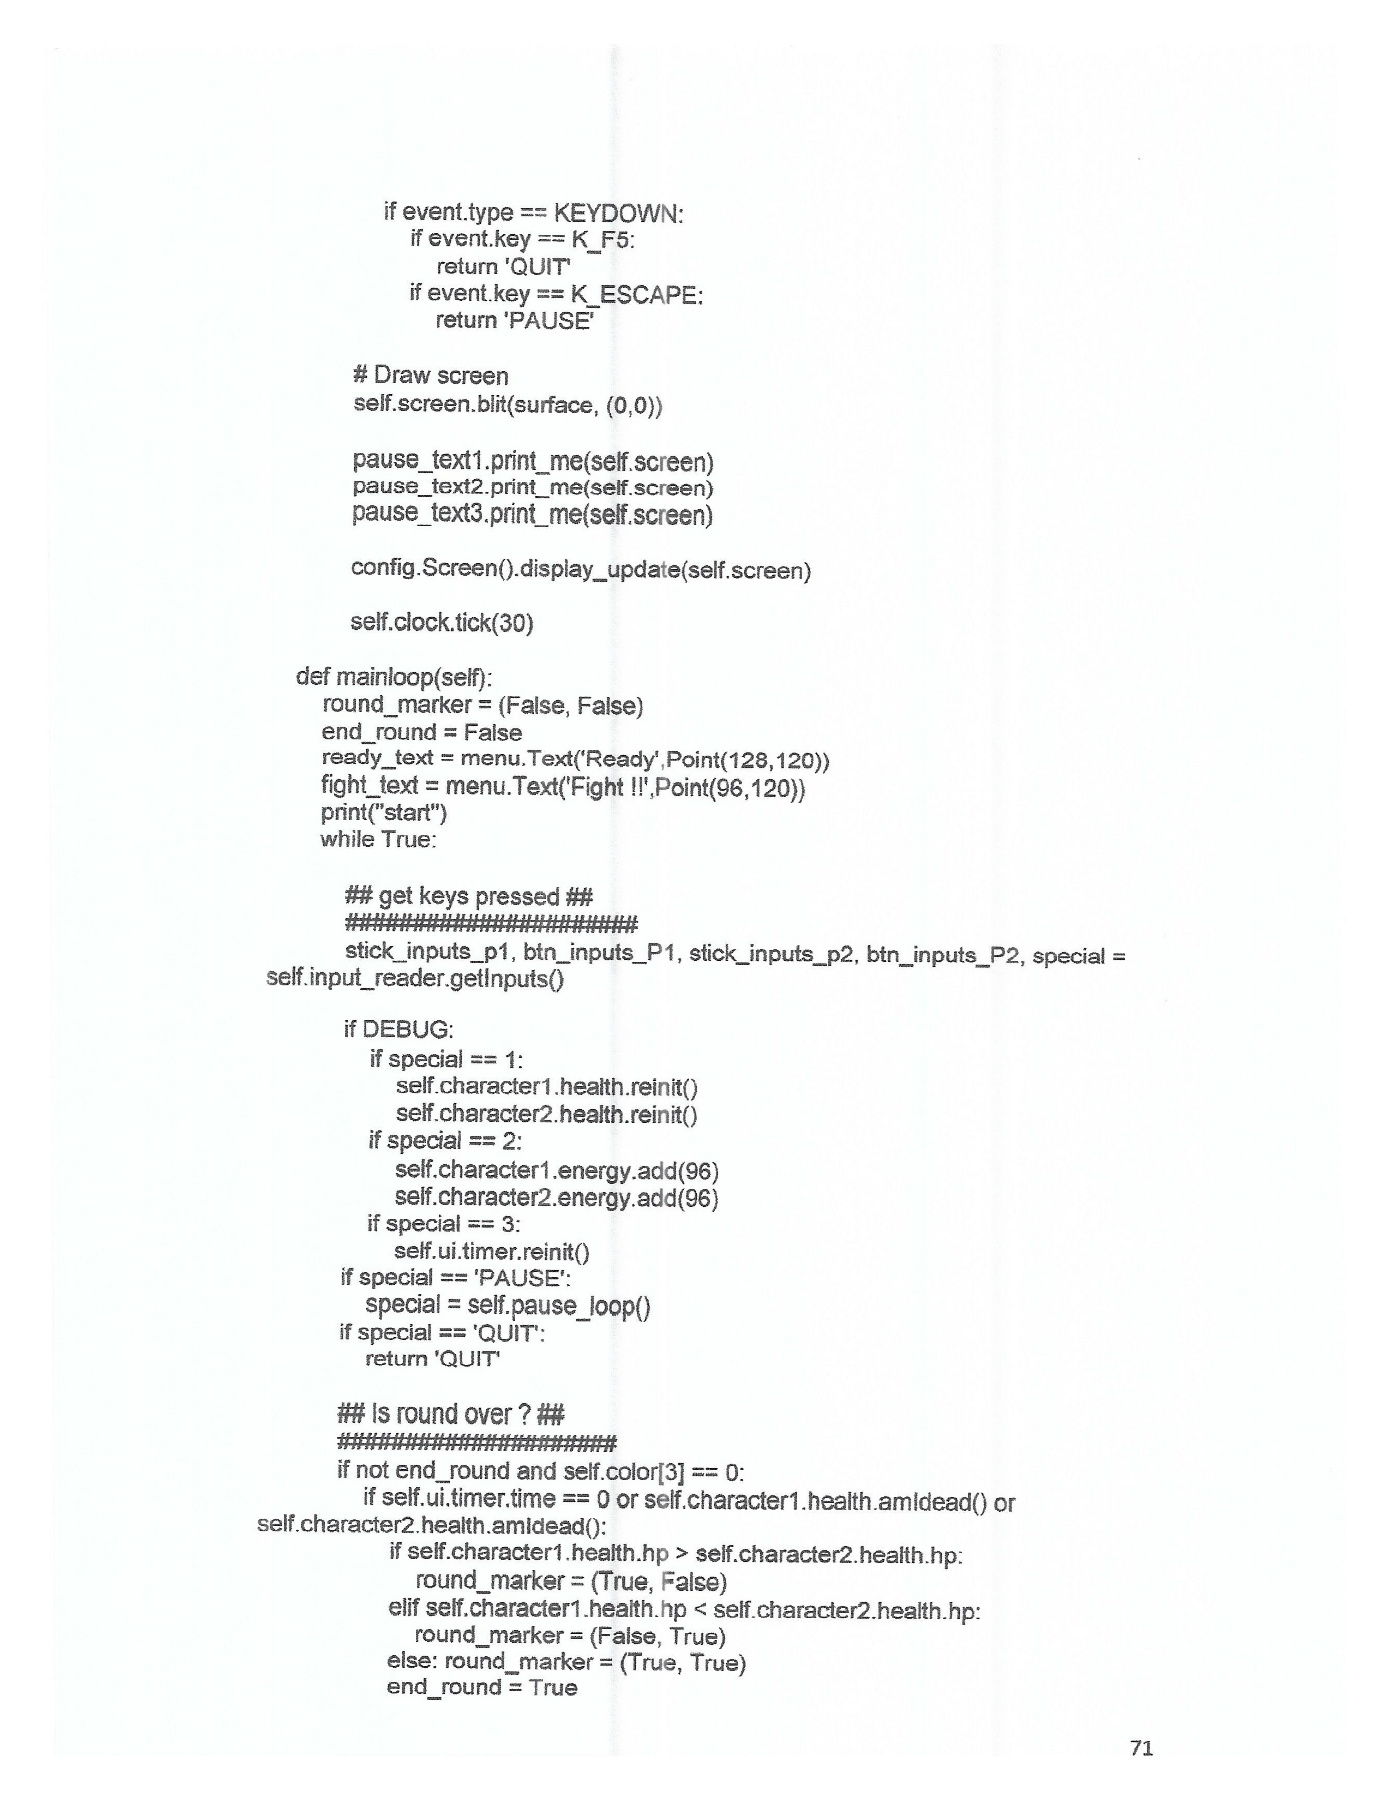 if event.type == KEYDOWN:
if event.key == K_F5:
return 'QUIT'
if event.key == K_ESCAPE:
return 'PAUSE'
# Draw screen
self.screen.blit(surface, (0,0))
pause_text1.print_me(self.screen)
pause_text2.print_me(self.screen)
pause_text3.print_me(self.screen)
config.Screen().display_update(self.screen)
self.clock.tick(30)
def mainloop(self):
round_marker = (False, False)
end_round = False
ready_text = menu.Text('Ready',Point(128,120))
fight_text = menu.Text('Fight !!',Point(96,120))
print("start")
while True:
## get keys pressed ##
######################
stick_inputs_p1, btn_inputs_P1, stick_inputs_p2, btn_inputs_P2, special =
self.input_reader.getInputs()
if DEBUG:
if special == 1:
self.character1.health.reinit()
self.character2.health.reinit()
if special == 2:
self.character1.energy.add(96)
self.character2.energy.add(96)
if special == 3:
self.ui.timer.reinit()
if special == 'PAUSE':
special = self.pause_loop()
if special == 'QUIT':
return 'QUIT'
## Is round over ? ##
#####################
if not end_round and self.color[3] == 0:
if self.ui.timer.time == 0 or self.character1.health.amIdead() or
self.character2.health.amIdead():
if self.character1.health.hp > self.character2.health.hp:
round_marker = (True, False)
elif self.character1.health.hp < self.character2.health.hp:
round_marker = (False, True)
else: round_marker = (True, True)
end_round = True
71